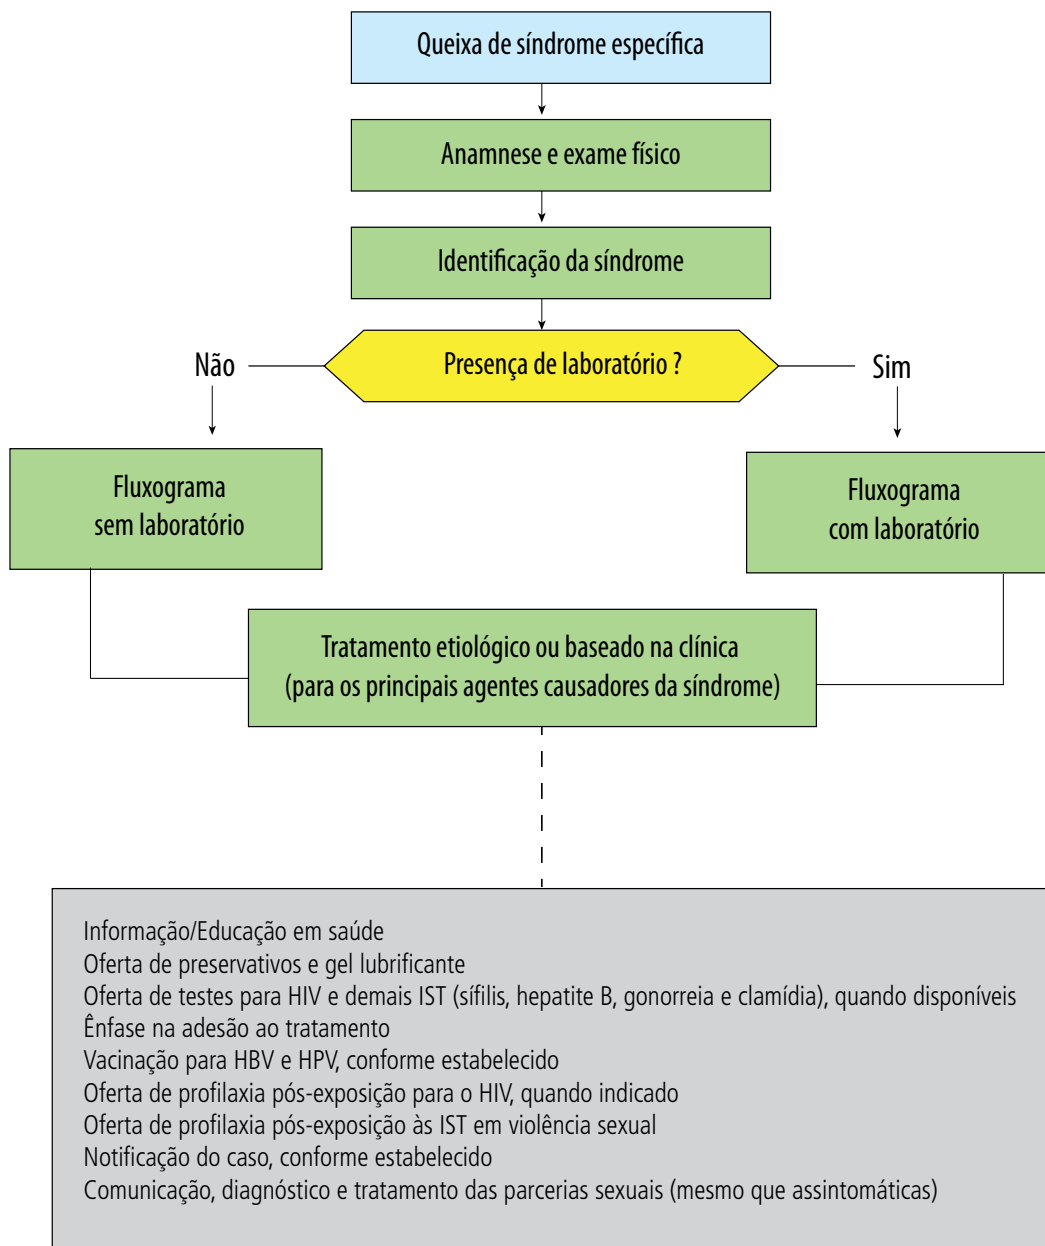 Queixa de síndrome específica
Anamnese e exame físico
Identificação da síndrome
Presença de laboratório ?
Não
Sim
Fluxograma
sem laboratório
Fluxograma
com laboratório
Tratamento etiológico ou baseado na clínica
(para os principais agentes causadores da síndrome)
Informação/Educação em saúde
Oferta de preservativos e gel lubrificante
Oferta de testes para HIV e demais IST (sífilis, hepatite B, gonorreia e clamídia), quando disponíveis
Ênfase na adesão ao tratamento
Vacinação para HBV e HPV, conforme estabelecido
Oferta de profilaxia pós-exposição para o HIV, quando indicado
Oferta de profilaxia pós-exposição às IST em violência sexual
Notificação do caso, conforme estabelecido
Comunicação, diagnóstico e tratamento das parcerias sexuais (mesmo que assintomáticas)